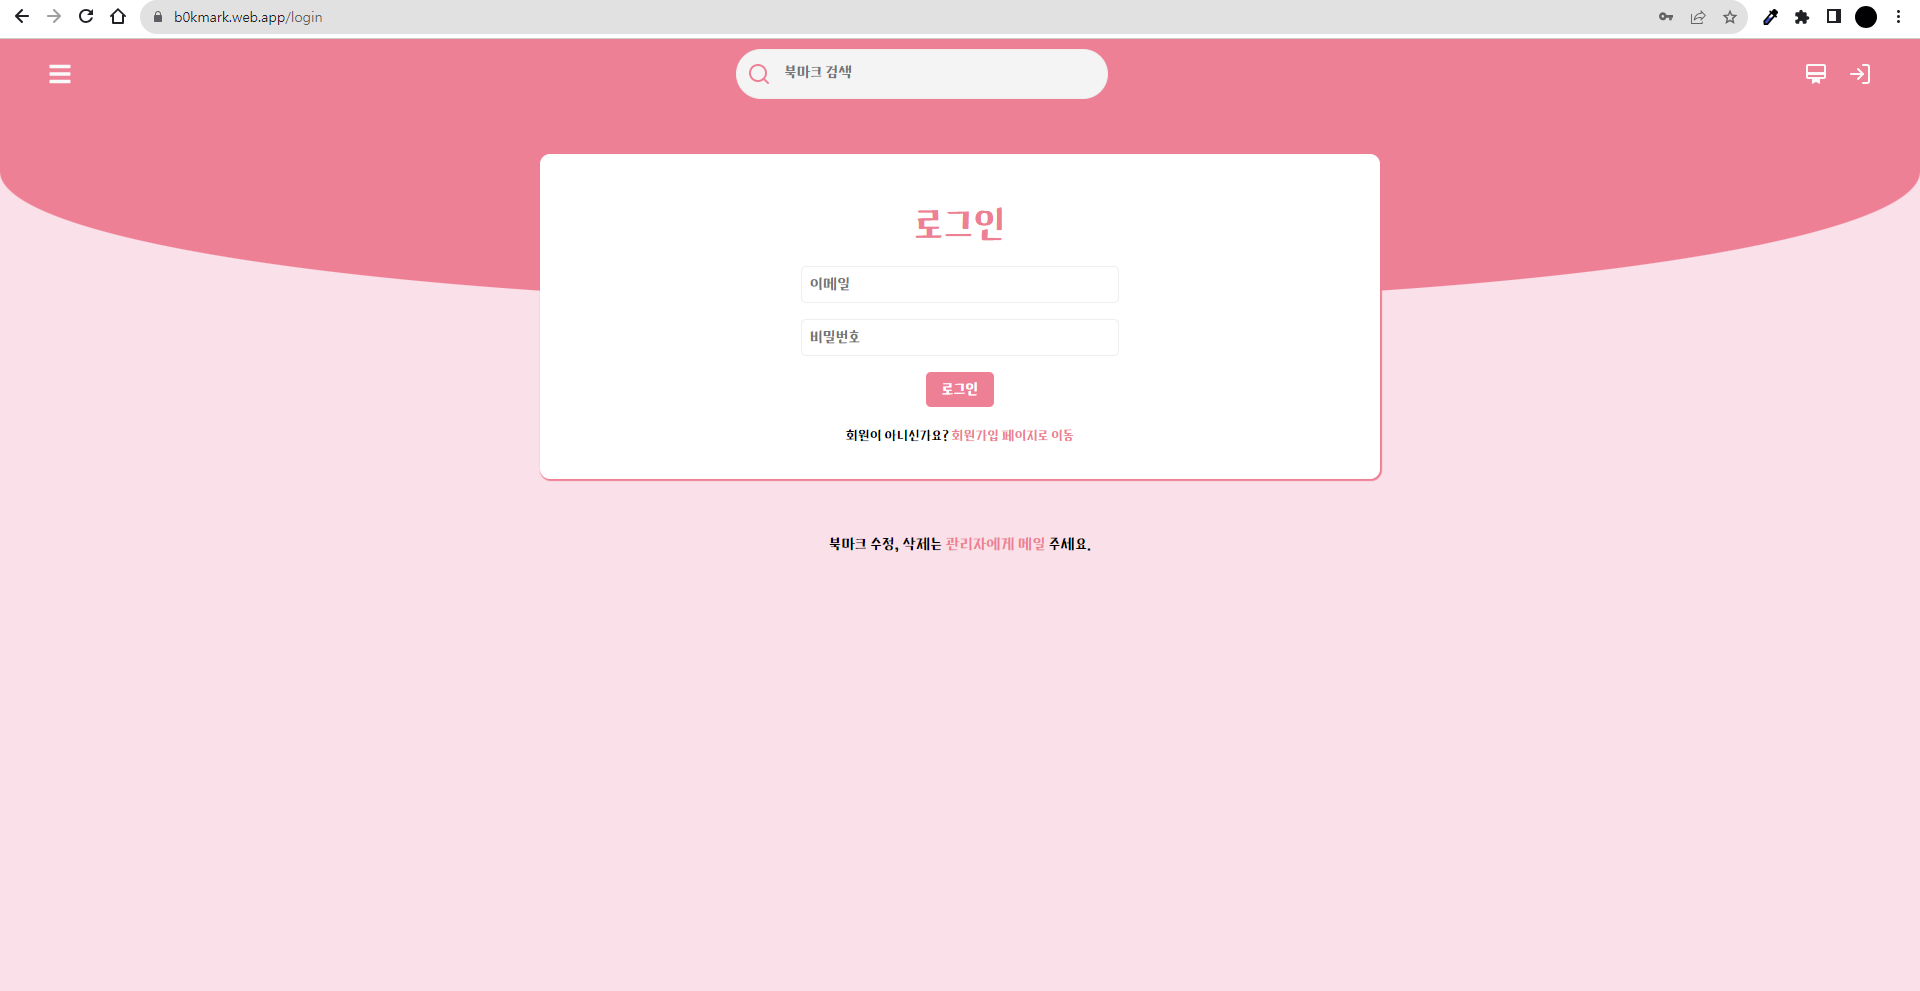 b0kmark.web.app/login
북마크 검색
로그인
이메일
비밀번호
로그인
회원이 아니신가요? 회원가입 페이지로 이동
북마크 수정, 삭제는 관리자에게 메일 주세요.